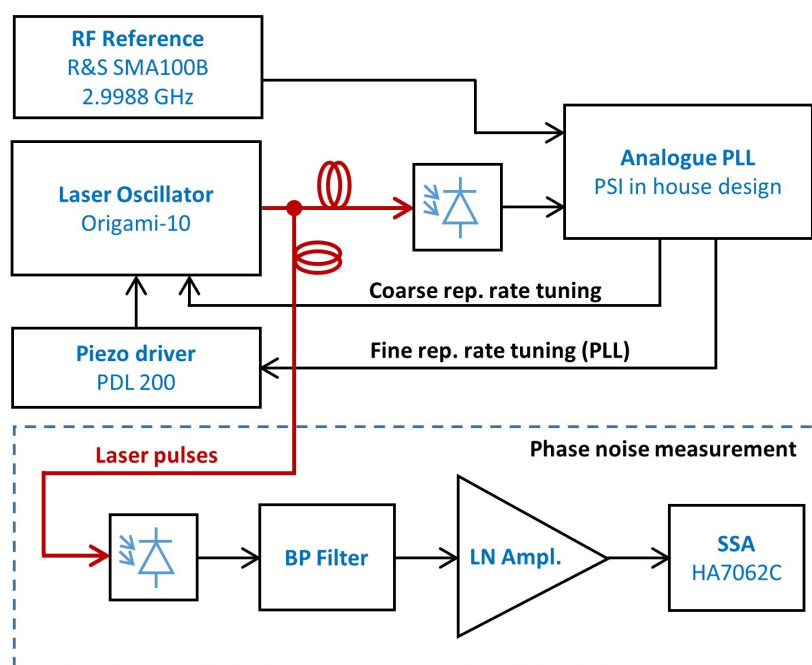 RF Reference
R&S SMA100B
2.9988 GHz
Laser Oscillator
Origami-10
Analogue PLL
PSI in house design
Coarse rep. rate tuning
Piezo driver
PDL 200
Fine rep. rate tuning (PLL)
Laser pulses
Phase noise measurement
BP Filter
LN Ampl.
SSA
HA7062C